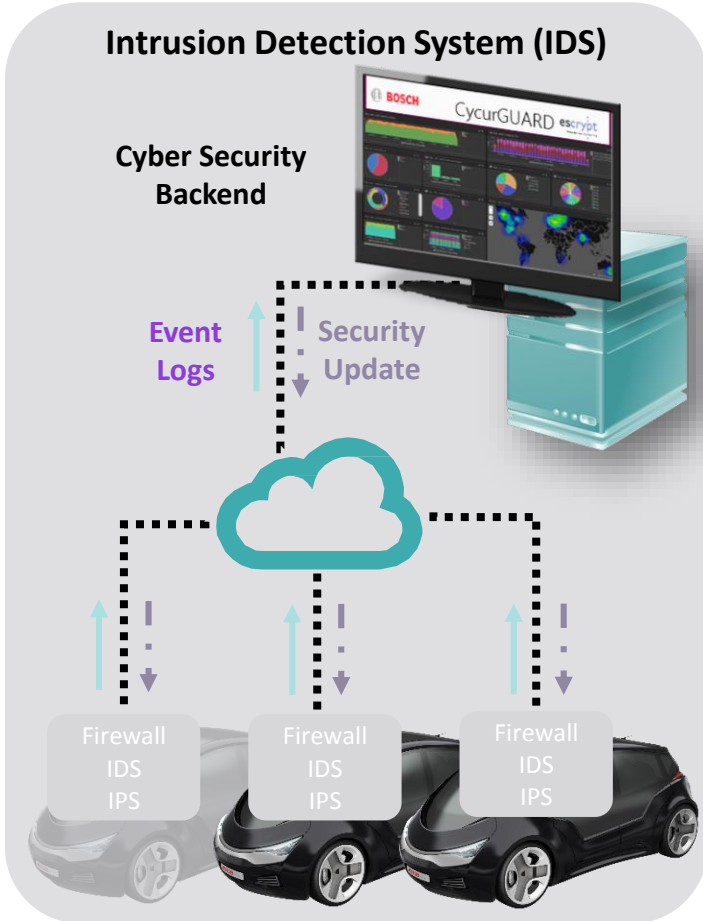 Intrusion Detection System (IDS)
BOSCH
CycurGUARD
escrypt
Cyber Security
Backend
Event
Logs
Security
Update
Firewall
IDS
IPS
Firewall
IDS
IPS
Firewall
IDS
IPS